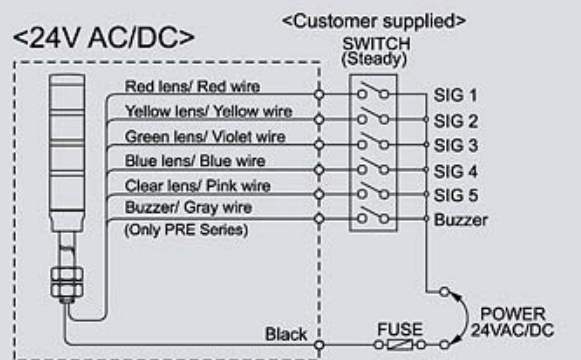 <Customer supplied>
<24V AC/DC>
SWITCH
(Steady)
Red lens/ Red wire
SIG 1
Yellow lens/ Yellow wire
SIG 2
Green lens/ Violet wire
SIG 3
Blue lens/ Blue wire
SIG 4
Clear lens/ Pink wire
SIG 5
Buzzer/ Gray wire
Buzzer
(Only PRE Series)
POWER
24VAC/DC
Black
FUSE